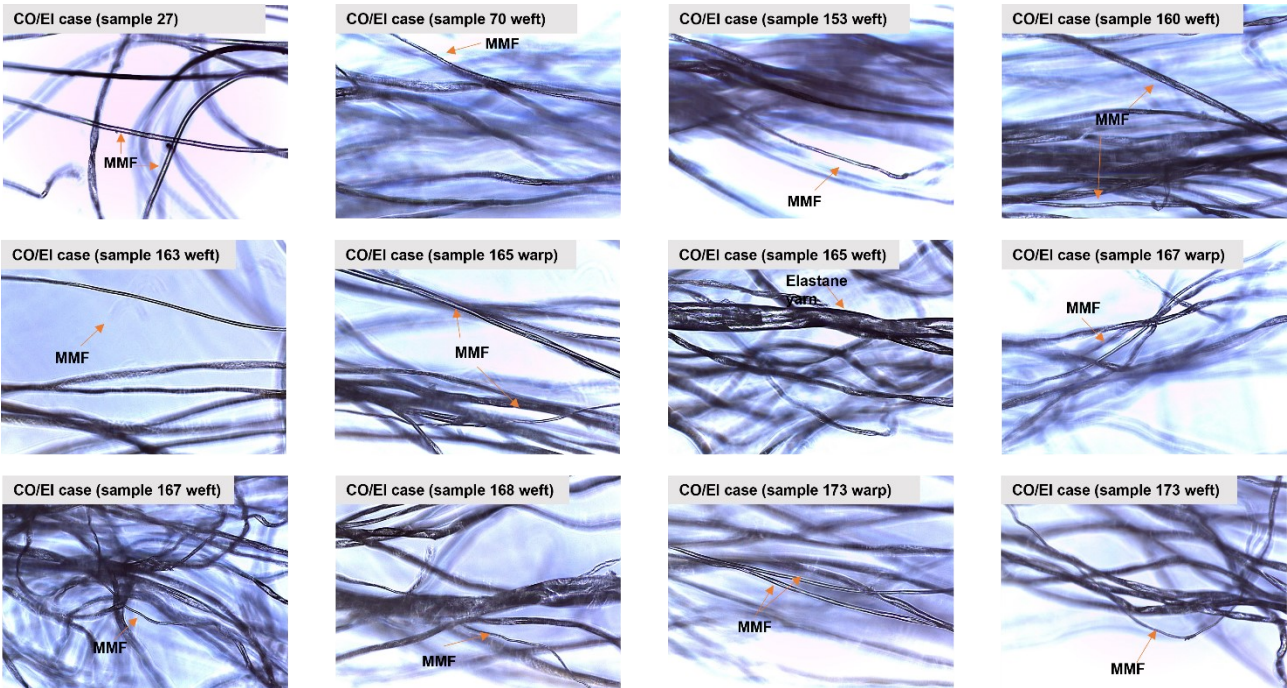 CO/El case (sample 27)
MMF
CO/El case (sample 70 weft)
MMF
CO/El case (sample 153 weft)
MMF
CO/El case (sample 160 weft)
MMF
CO/El case (sample 163 weft)
MMF
CO/El case (sample 165 warp)
MMF
CO/El case (sample 165 weft)
Elastane
yarn
CO/El case (sample 167 warp)
MMF
CO/El case (sample 167 weft)
MMF
CO/El case (sample 168 weft)
MMF
CO/El case (sample 173 warp)
MMF
CO/El case (sample 173 weft)
MMF